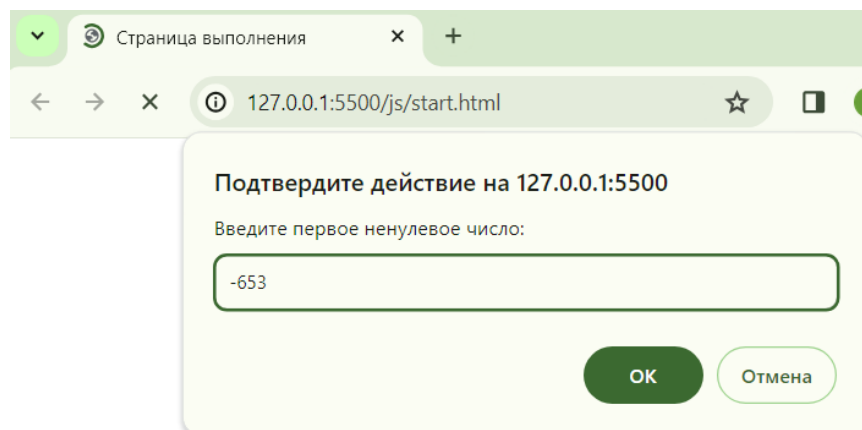 Страница выполнения
127.0.0.1:5500/js/start.html
Подтвердите действие на 127.0.0.1:5500
Введите первое ненулевое число:
-653
ОК Отмена